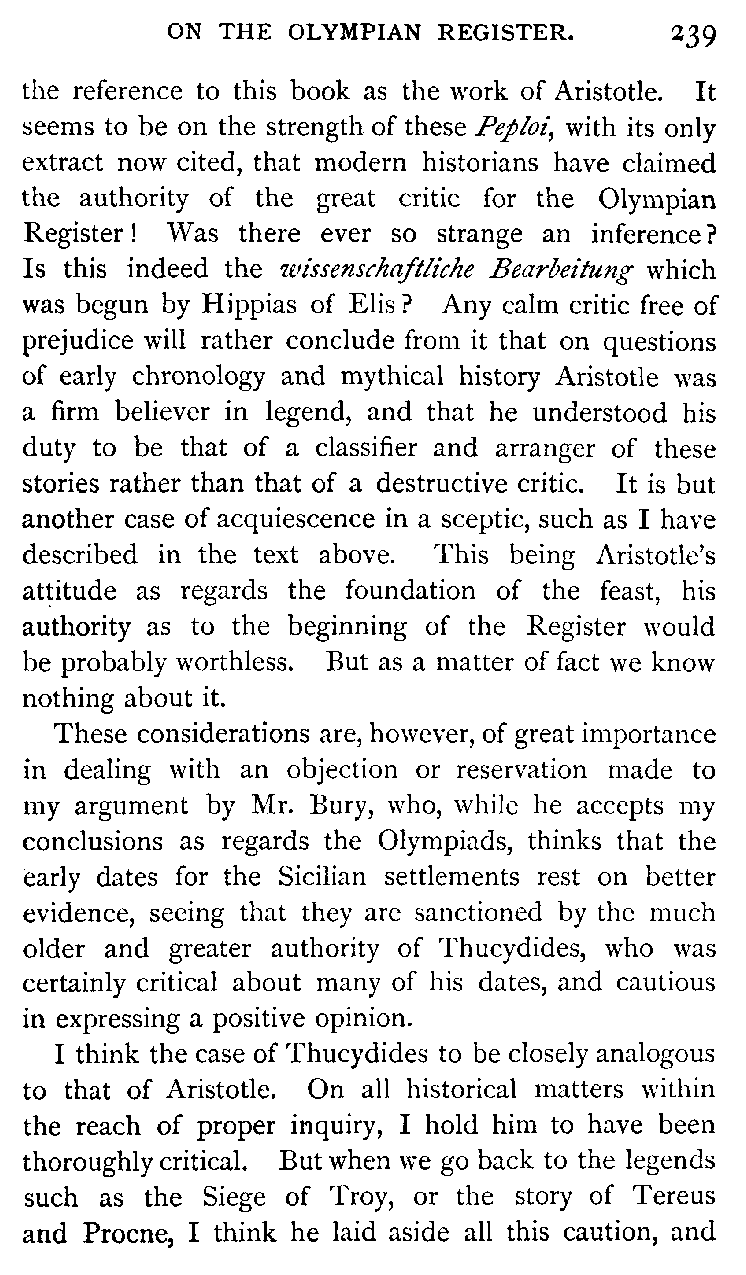 ON THE OLYMPIAN REGISTER. 239
the reference to this book as the work of Aristotle. It
seems to be on the strength of these Peploi, with its only
extract now cited, that modern historians have claimed
the authority of the great critic for the Olympian
Register! Was there ever so strange an inference?
Is this indeed the wissenschaftliche Bearbeitung which
was begun by Hippias of Elis? Any calm critic free of
prejudice will rather conclude from it that on questions
of early chronology and mythical history Aristotle was
a firm believer in legend, and that he understood his
duty to be that of a classifier and arranger of these
stories rather than that of a destructive critic. It is but
another case of acquiescence in a sceptic, such as I have
described in the text above. This being Aristotle's
attitude as regards the foundation of the feast, his
authority as to the beginning of the Register would
be probably worthless. But as a matter of fact we know
nothing about it.
These considerations are, however, of great importance
in dealing with an objection or reservation made to
my argument by Mr. Bury, who, while he accepts my
conclusions as regards the Olympiads, thinks that the
early dates for the Sicilian settlements rest on better
evidence, seeing that they are sanctioned by the much
older and greater authority of Thucydides, who was
certainly critical about many of his dates, and cautious
in expressing a positive opinion.
I think the case of Thucydides to be closely analogous
to that of Aristotle. On all historical matters within
the reach of proper inquiry, I hold him to have been
thoroughly critical. But when we go back to the legends
such as the Siege of Troy, or the story of Tereus
and Procne, I think he laid aside all this caution, and